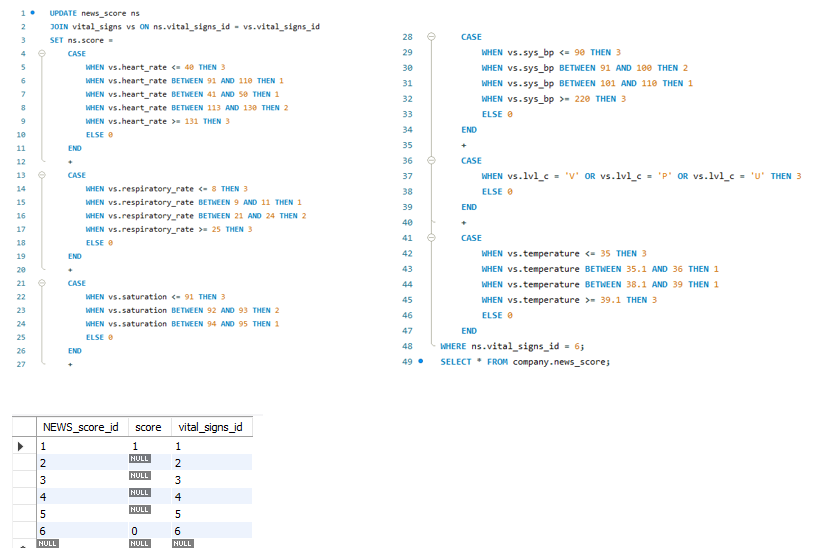 1 UPDATE news_score ns
2 JOIN vital_signs vs ON ns.vital_signs_id = vs.vital_signs_id
3 SET ns.score =
4 CASE
5 WHEN vs.heart_rate <= 40 THEN 3
6 WHEN vs.heart_rate BETWEEN 91 AND 110 THEN 1
7 WHEN vs.heart_rate BETWEEN 41 AND 50 THEN 1
8 WHEN vs.heart_rate BETWEEN 113 AND 130 THEN 2
9 WHEN vs.heart_rate >= 131 THEN 3
10 ELSE 0
11 END
12 +
13 CASE
14 WHEN vs.respiratory_rate <= 8 THEN 3
15 WHEN vs.respiratory_rate BETWEEN 9 AND 11 THEN 1
16 WHEN vs.respiratory_rate BETWEEN 21 AND 24 THEN 2
17 WHEN vs.respiratory_rate >= 25 THEN 3
18 ELSE 0
19 END
20 +
21 CASE
22 WHEN vs.saturation <= 91 THEN 3
23 WHEN vs.saturation BETWEEN 92 AND 93 THEN 2
24 WHEN vs.saturation BETWEEN 94 AND 95 THEN 1
25 ELSE 0
26 END
27 +
28 CASE
29 WHEN vs.sys_bp <= 90 THEN 3
30 WHEN vs.sys_bp BETWEEN 91 AND 100 THEN 2
31 WHEN vs.sys_bp BETWEEN 101 AND 110 THEN 1
32 WHEN vs.sys_bp >= 220 THEN 3
33 ELSE 0
34 END
35 +
36 CASE
37 WHEN vs.lvl_c = 'V' OR vs.lvl_c = 'P' OR vs.lvl_c = 'U' THEN 3
38 ELSE 0
39 END
40 +
41 CASE
42 WHEN vs.temperature <= 35 THEN 3
43 WHEN vs.temperature BETWEEN 35.1 AND 36 THEN 1
44 WHEN vs.temperature BETWEEN 38.1 AND 39 THEN 1
45 WHEN vs.temperature >= 39.1 THEN 3
46 ELSE 0
47 END
48 WHERE ns.vital_signs_id = 6;
49 SELECT * FROM company.news_score;
NEWS_score_id score vital_signs_id
1 1 1
2 NULL 2
3 NULL 3
4 NULL 4
5 NULL 5
6 0 6
NULL NULL NULL